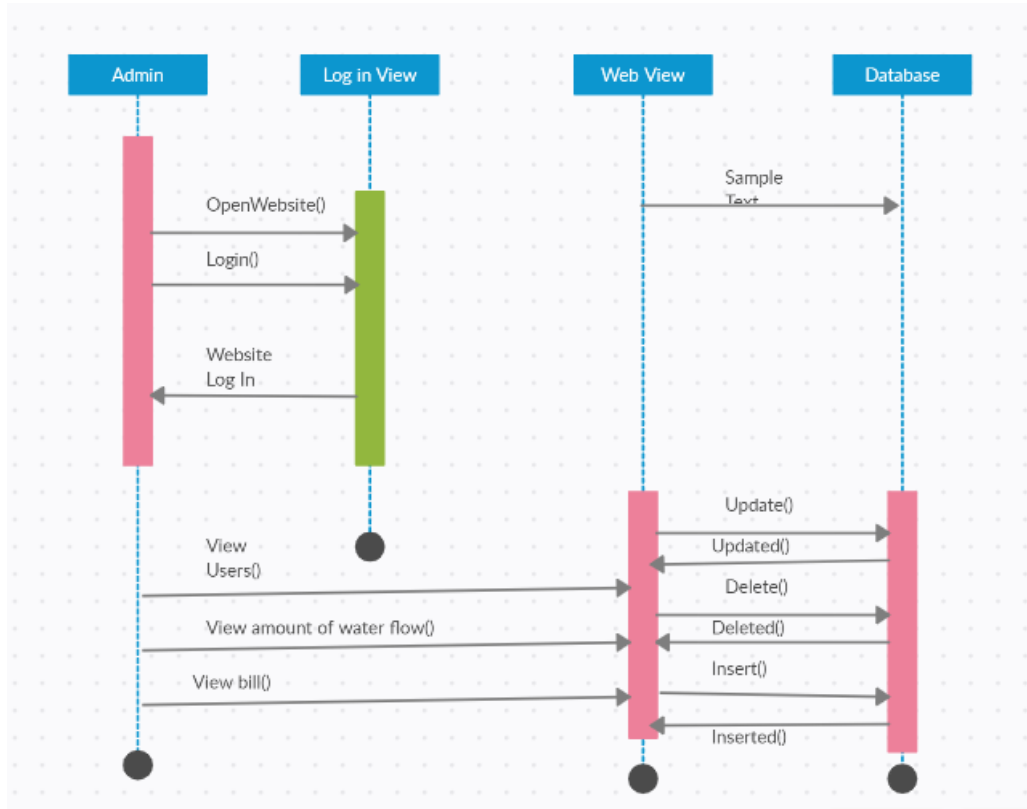 Admin
Log in View
Web View
Database
Sample
Text
OpenWebsite()
Login()
Website
Log In
Update()
View
Users()
Updated()
Delete()
View amount of water flow()
Deleted()
View bill()
Insert()
Inserted()